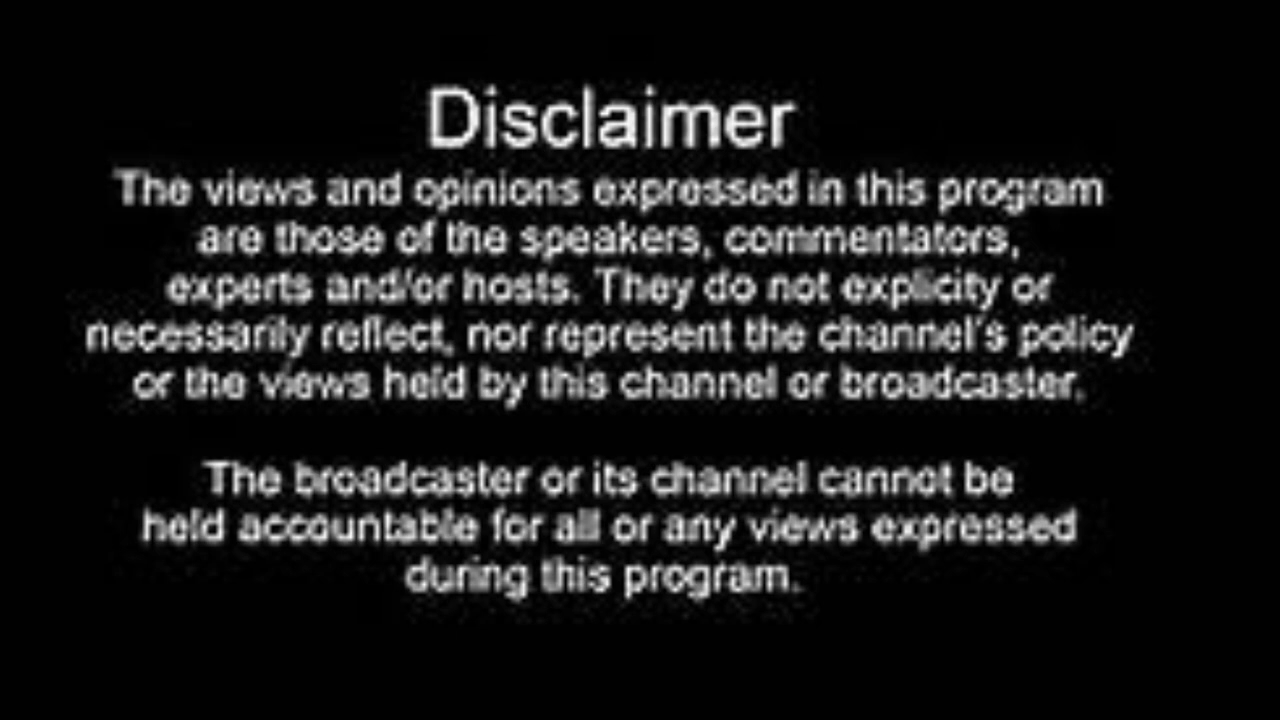 Disclaimer
The views and opinions expressed in this program
are those of the speakers, commentators,
experts and/or hosts. They do not explicity or
necessarily reflect, nor represent the channel's policy
or the views held by this channel or broadcaster.
The broadcaster or its channel cannot be
held accountable for all or any views expressed
during this program.